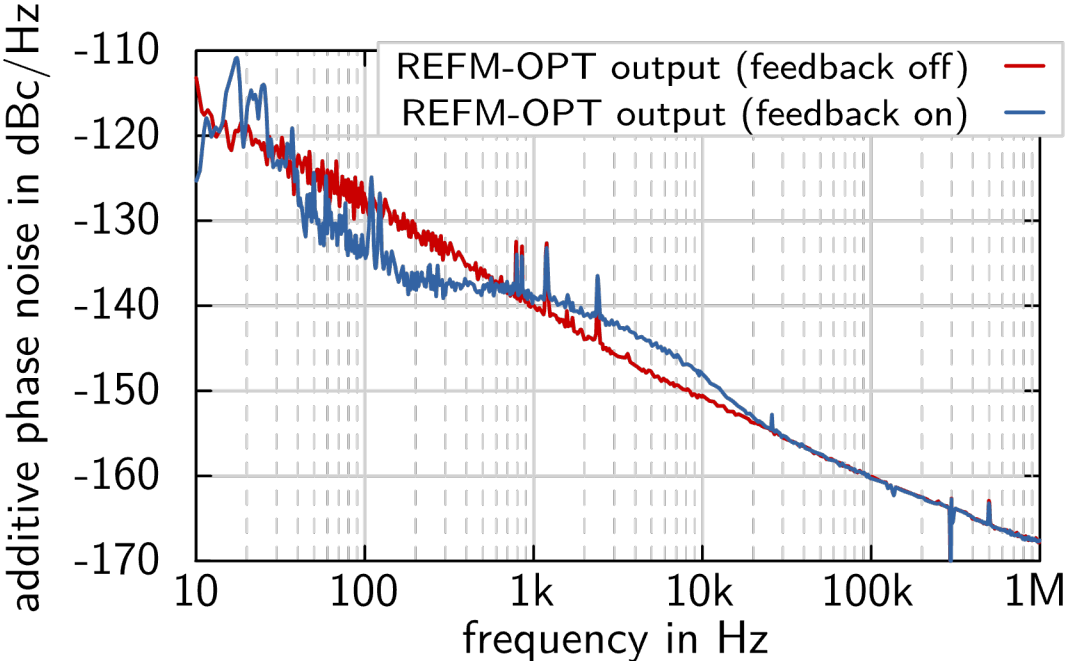 additive phase noise in dBc/Hz
-110
-120
-130
-140
-150
-160
-170
REFM-OPT output (feedback off)
REFM-OPT output (feedback on)
10 100 1k 10k 100k 1M
frequency in Hz